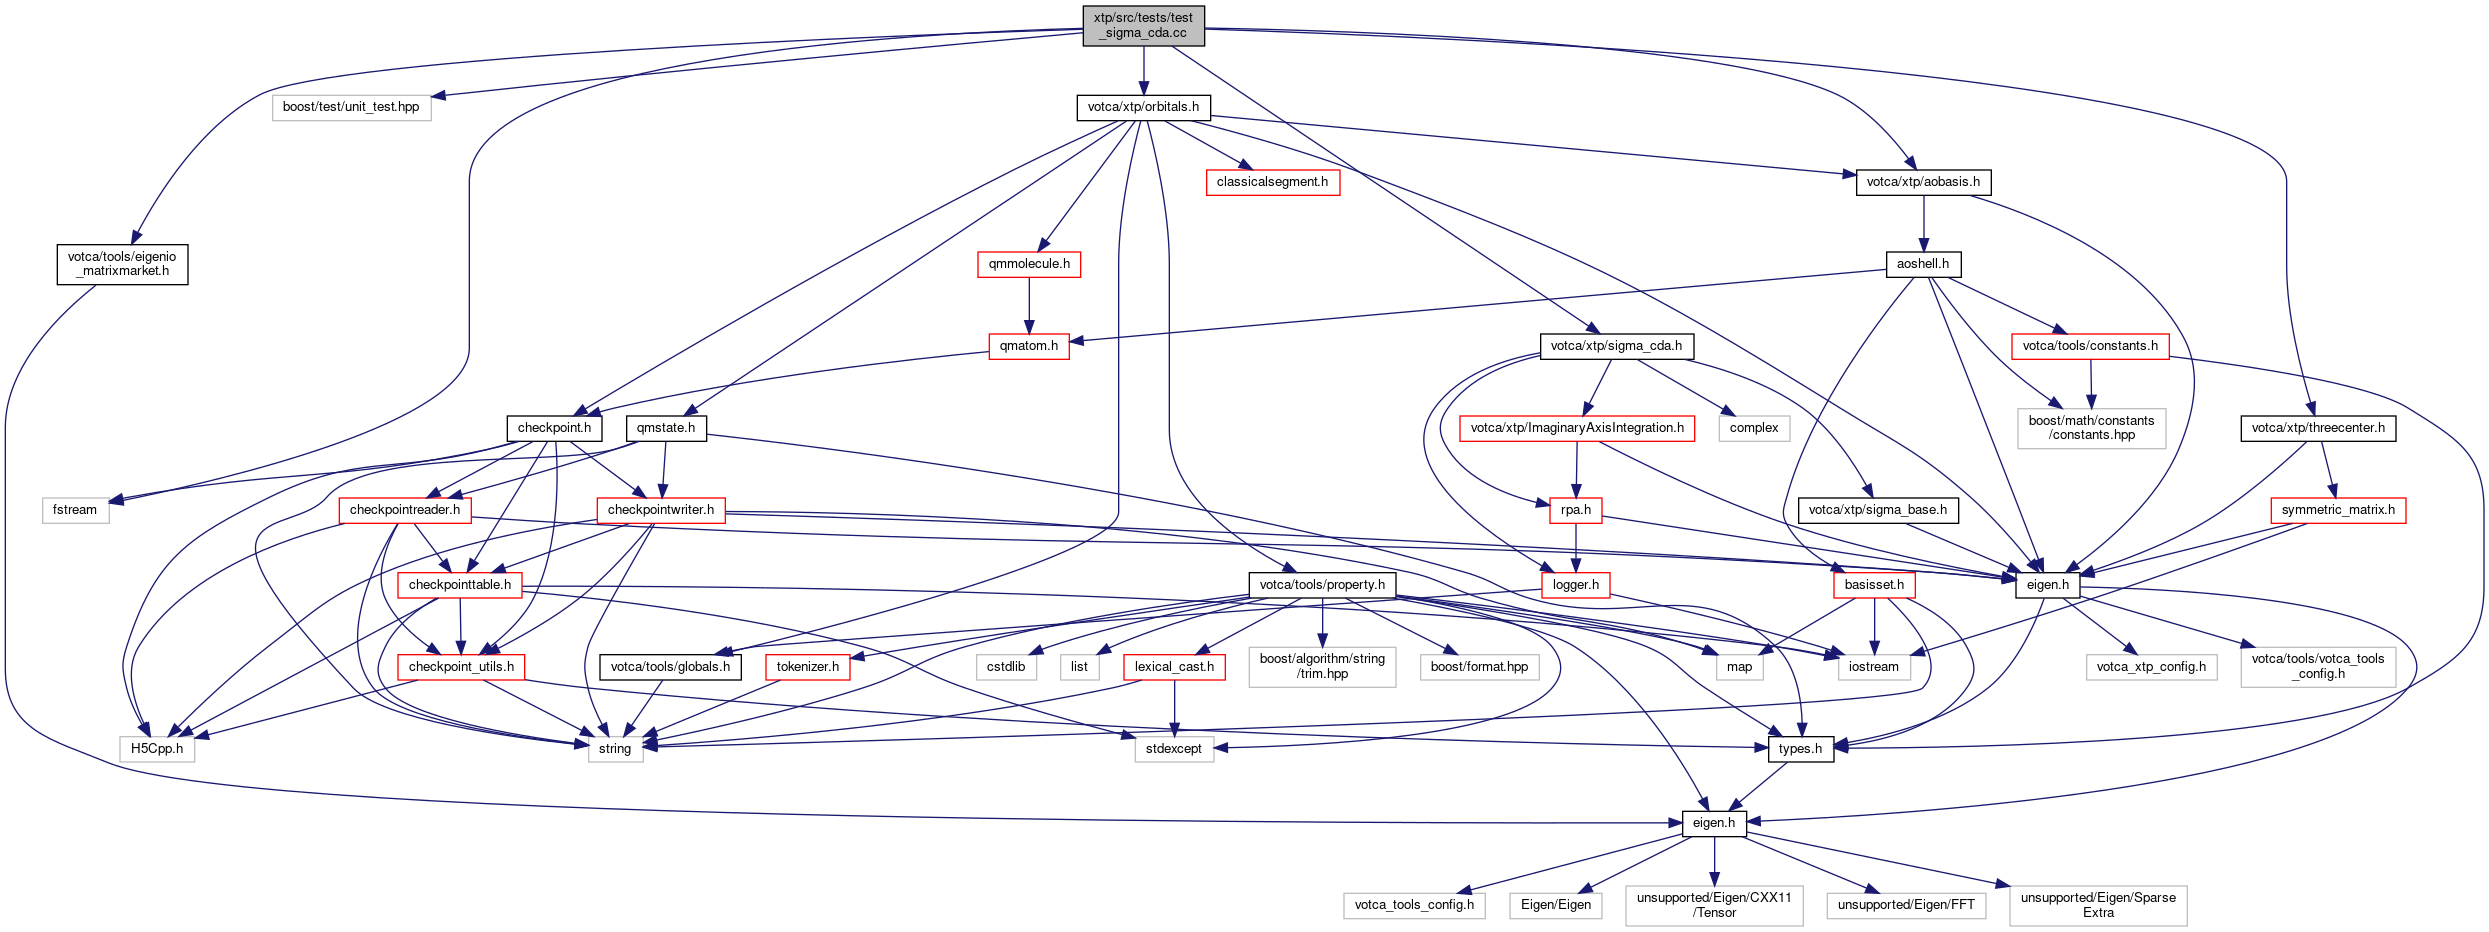 xtp/src/tests/test
_sigma_cda.cc
boost/test/unit_test.hpp
votca/xtp/orbitals.h
classicalsegment.h
votca/xtp/aobasis.h
votca/tools/eigenio
_matrixmarket.h
qmmolecule.h
aoshell.h
qmatom.h
votca/xtp/sigma_cda.h
votca/tools/constants.h
checkpoint.h
qmstate.h
votca/xtp/ImaginaryAxisIntegration.h
complex
boost/math/constants
/constants.hpp
votca/xtp/threecenter.h
fstream
checkpointreader.h
checkpointwriter.h
rpa.h
votca/xtp/sigma_base.h
symmetric_matrix.h
checkpointtable.h
votca/tools/property.h
logger.h
basisset.h
eigen.h
checkpoint_utils.h
votca/tools/globals.h
tokenizer.h
cstdlib
list
lexical_cast.h
boost/algorithm/string
/trim.hpp
boost/format.hpp
map
iostream
votca_xtp_config.h
votca/tools/votca_tools
_config.h
H5Cpp.h
string
stdexcept
types.h
eigen.h
votca_tools_config.h
Eigen/Eigen
unsupported/Eigen/CXX11
/Tensor
unsupported/Eigen/FFT
unsupported/Eigen/Sparse
Extra